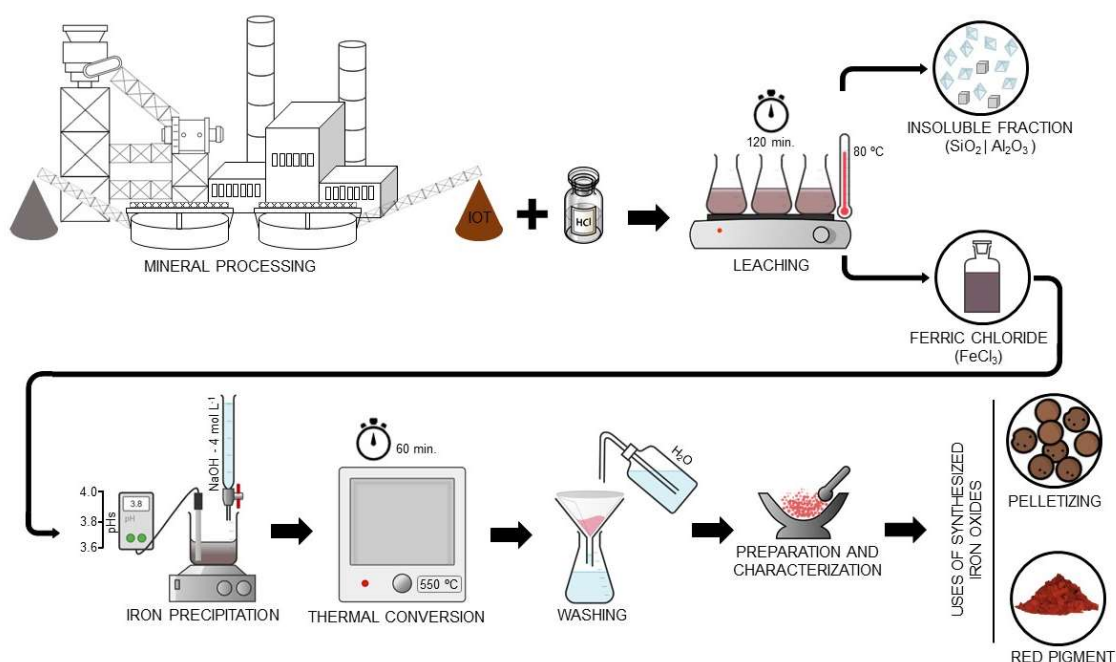 MINERAL PROCESSING
IOT
HCl
120 min.
80 ºC
LEACHING
INSOLUBLE FRACTION
(SiO₂ | Al₂O₃ )
FERRIC CHLORIDE
(FeCl₃)
NaOH - 4 mol L⁻¹
4.0
3.8
3.6
pHs
3.8
pH
IRON PRECIPITATION
60 min.
550 ºC
THERMAL CONVERSION
H₂O
WASHING
PREPARATION AND
CHARACTERIZATION
USES OF SYNTHESIZED
IRON OXIDES
PELLETIZING
RED PIGMENT